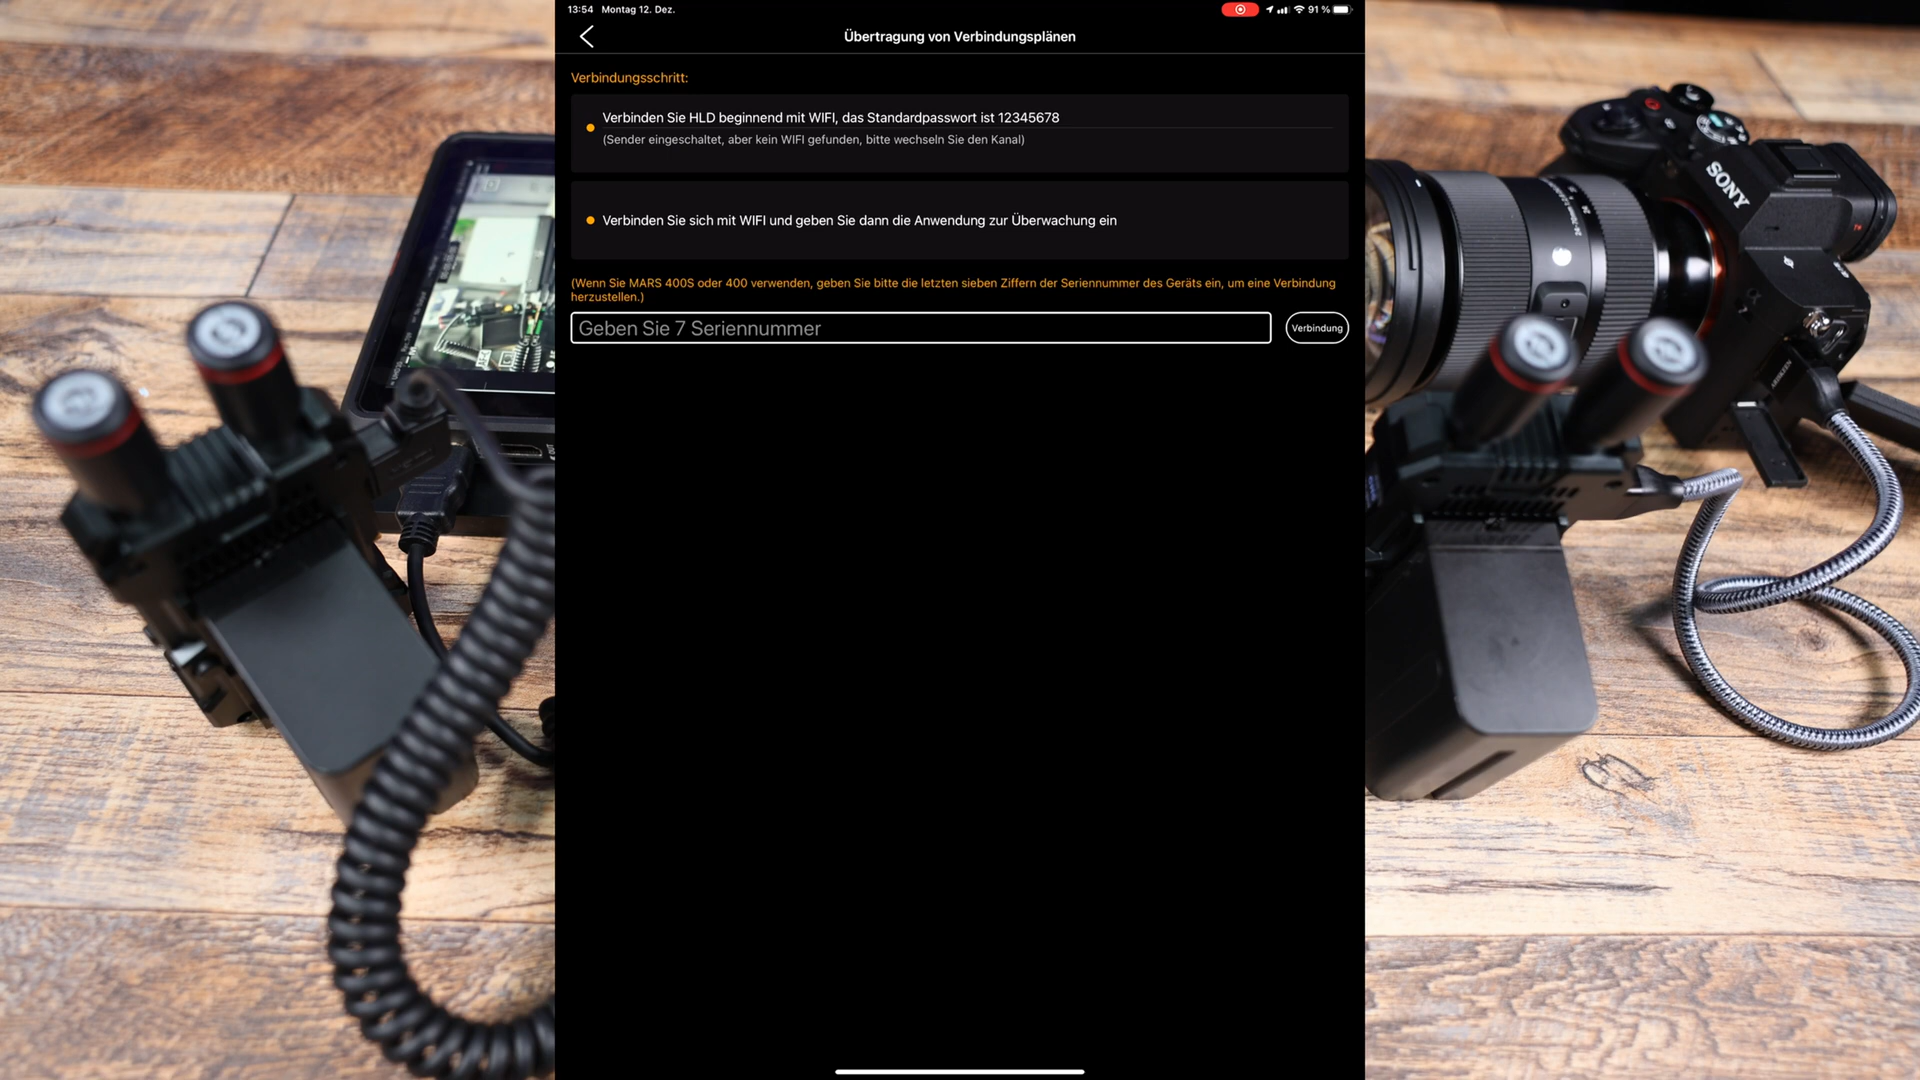 13:54 Montag 12. Dez.
91 %
Übertragung von Verbindungsplänen
Verbindungsschritt:
Verbinden Sie HLD beginnend mit WIFI, das Standardpasswort ist 12345678
(Sender eingeschaltet, aber kein WIFI gefunden, bitte wechseln Sie den Kanal)
Verbinden Sie sich mit WIFI und geben Sie dann die Anwendung zur Überwachung ein
(Wenn Sie MARS 400S oder 400 verwenden, geben Sie bitte die letzten sieben Ziffern der Seriennummer des Geräts ein, um eine Verbindung
herzustellen.)
Geben Sie 7 Seriennummer
Verbindung
SONY